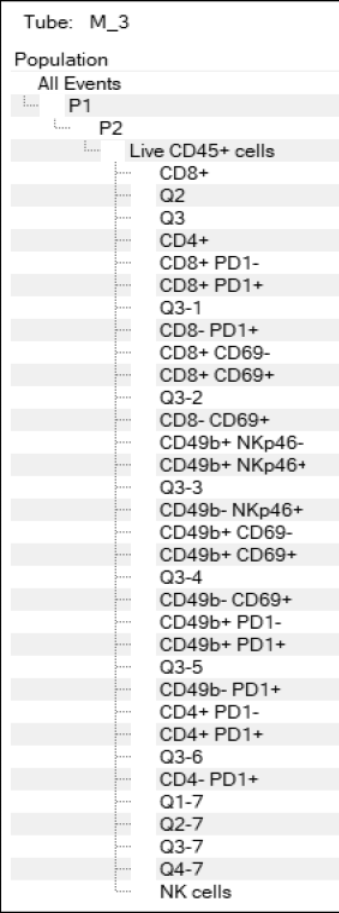 Tube: M_3
Population
All Events
P1
P2
Live CD45+ cells
CD8+
Q2
Q3
CD4+
CD8+ PD1-
CD8+ PD1+
Q3-1
CD8- PD1+
CD8+ CD69-
CD8+ CD69+
Q3-2
CD8- CD69+
CD49b+ NKp46-
CD49b+ NKp46+
Q3-3
CD49b- NKp46+
CD49b+ CD69-
CD49b+ CD69+
Q3-4
CD49b- CD69+
CD49b+ PD1-
CD49b+ PD1+
Q3-5
CD49b- PD1+
CD4+ PD1-
CD4+ PD1+
Q3-6
CD4- PD1+
Q1-7
Q2-7
Q3-7
Q4-7
NK cells